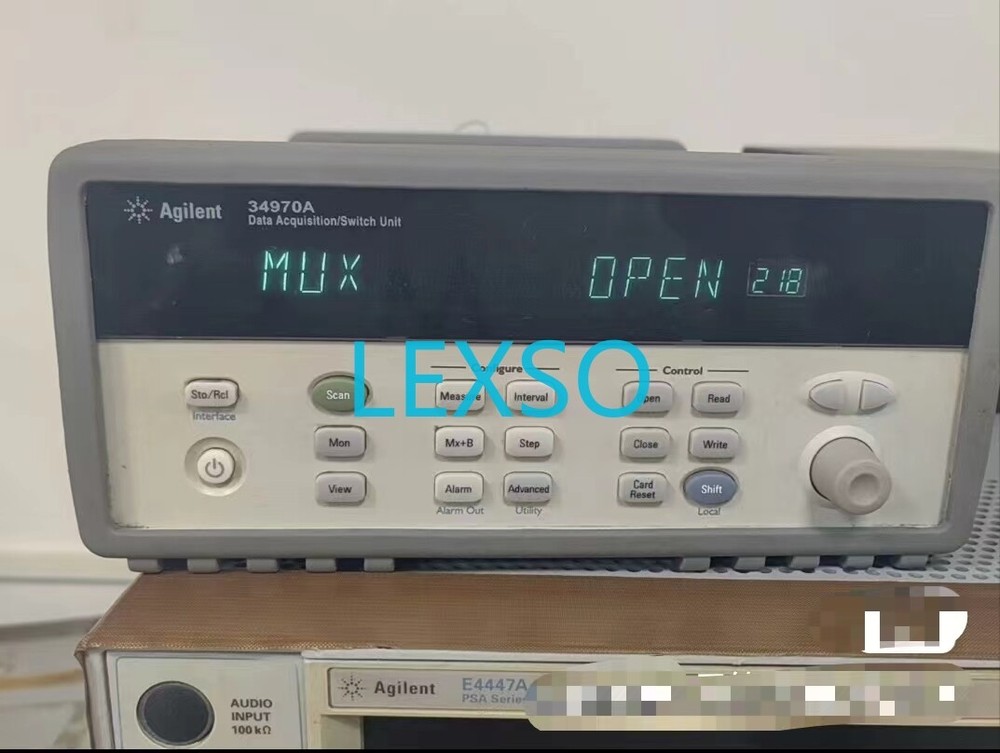 Agilent 34970A
Data Acquisition/Switch Unit
MUX OPEN 218
LEXSO
Configure Control
Sto/Rcl Scan Measure Interval Open Read
Interface
Mon Mx+B Step Close Write
View Alarm Advanced Card Reset Shift
Alarm Out Utility Local
Agilent E4447A
PSA Series
AUDIO
INPUT
100 kΩ